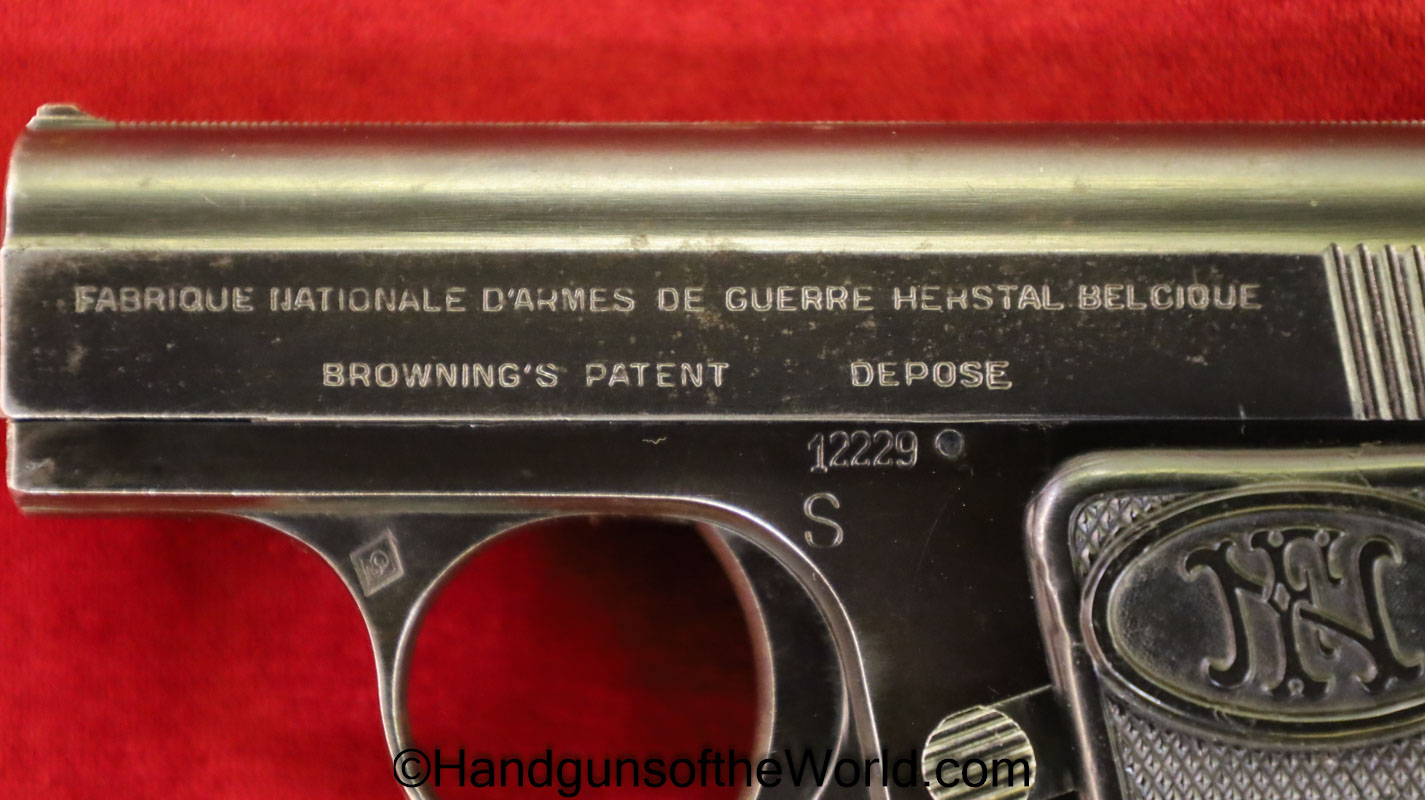 FABRIQUE NATIONALE D'ARMES DE GUERRE HERSTAL BELGIQUE
BROWNING'S PATENT DEPOSE
12229
S
FN
©HandgunsoftheWorld.com